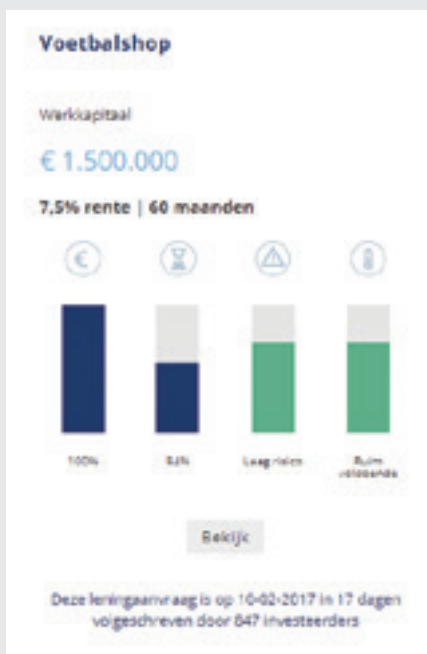 Voetbalshop
Werkkapitaal
€ 1.500.000
7,5% rente | 60 maanden
€
100%
Laag risico Ruim
voldoende
Bekijk
Deze leningaanvraag is op 10-02-2017 in 17 dagen
volgeschreven door 847 investeerders